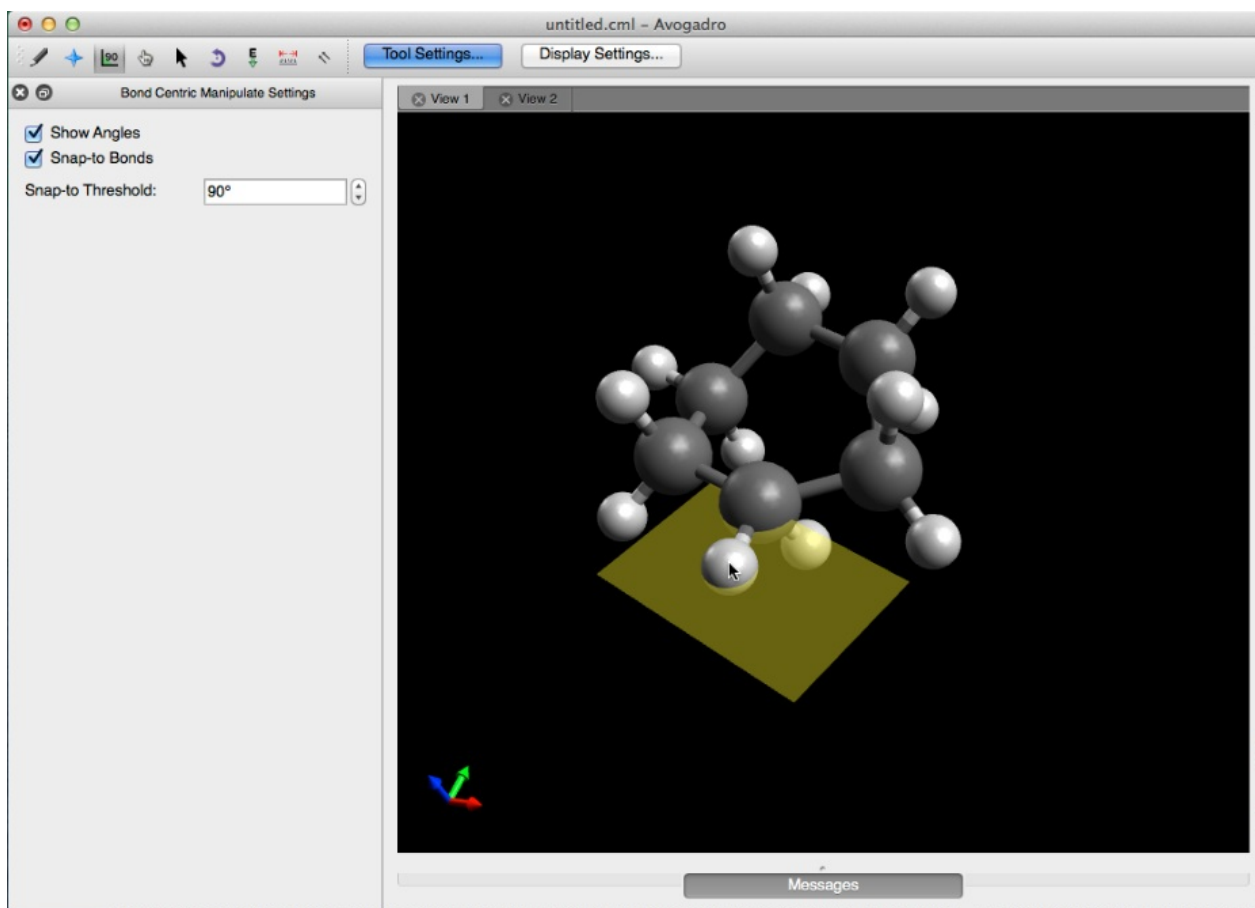 untitled.cml – Avogadro
90
E
Tool Settings...
Display Settings...
Bond Centric Manipulate Settings
View 1
View 2
Show Angles
Snap-to Bonds
Snap-to Threshold:
90°
Messages